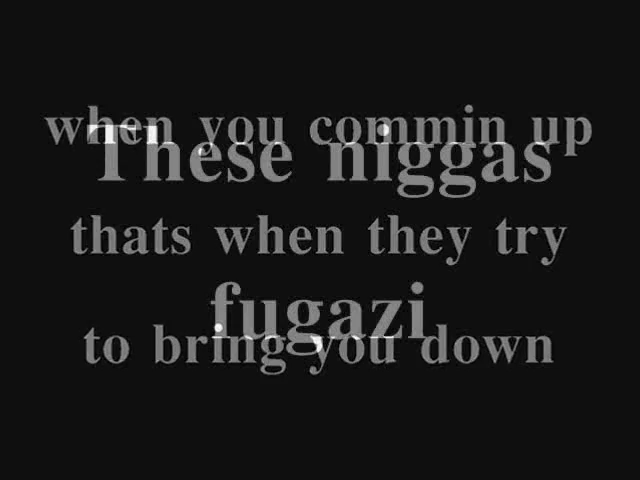 when you commin up
These niggas
thats when they try
fugazi
to bring you down